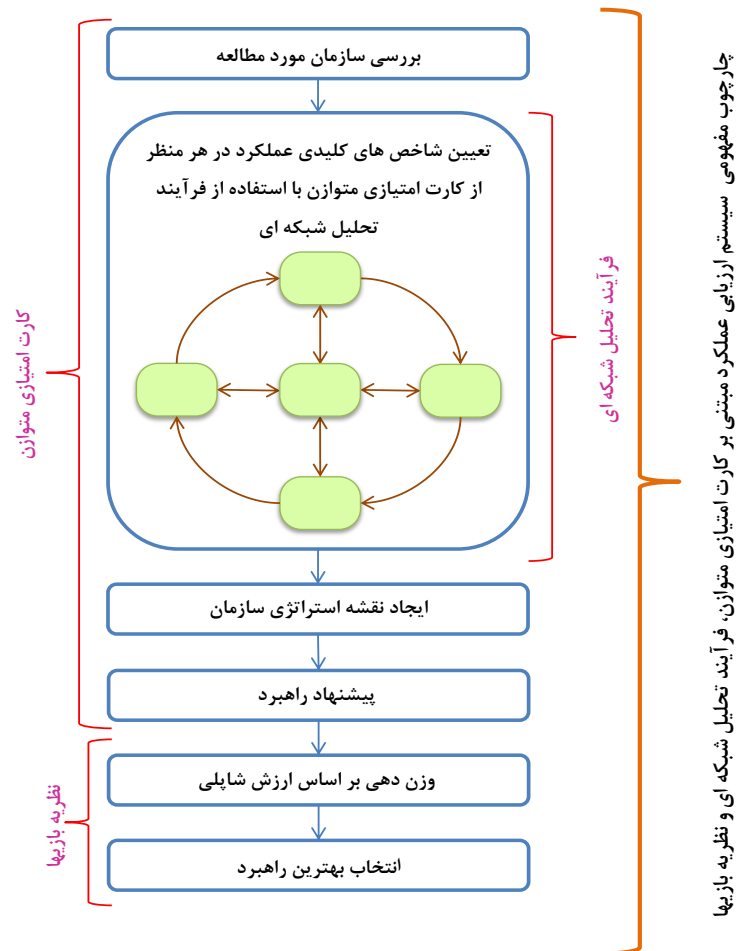 بررسی سازمان مورد مطالعه
تعیین شاخص های کلیدی عملکرد در هر منظر
از کارت امتیازی متوازن با استفاده از فرآیند
تحلیل شبکه ای
ایجاد نقشه استراتژی سازمان
پیشنهاد راهبرد
وزن دهی بر اساس ارزش شاپلی
انتخاب بهترین راهبرد
کارت امتیازی متوازن
نظریه بازیها
فرآیند تحلیل شبکه ای
چارچوب مفهومی سیستم ارزیابی عملکرد مبتنی بر کارت امتیازی متوازن، فرآیند تحلیل شبکه ای و نظریه بازیها